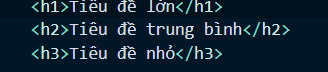 <h1>Tiêu đề lớn</h1>
<h2>Tiêu đề trung bình</h2>
<h3>Tiêu đề nhỏ</h3>